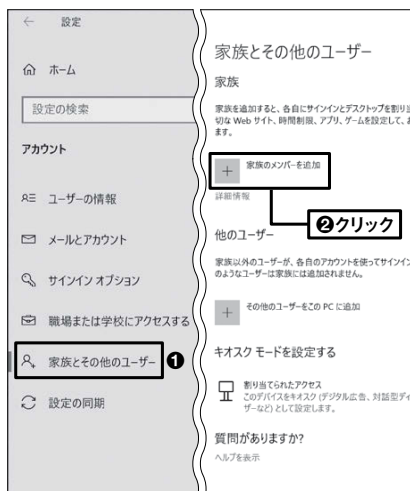 設定
ホーム
設定の検索
アカウント
ユーザーの情報
メールとアカウント
サインイン オプション
職場または学校にアクセスする
家族とその他のユーザー ❶
設定の同期
家族とその他のユーザー
家族
家族を追加すると、各自にサインインとデスクトップを割り
切な Web サイト、時間制限、アプリ、ゲームを設定して、お
ます。
家族のメンバーを追加
詳細情報
❷クリック
他のユーザー
家族以外のユーザーが、各自のアカウントを使ってサインイン
のようなユーザーは家族には追加されません。
その他のユーザーをこの PC に追加
キオスク モードを設定する
割り当てられたアクセス
このデバイスをキオスク (デジタル広告、対話型ディ
ザーなど) として設定します。
質問がありますか?
ヘルプを表示